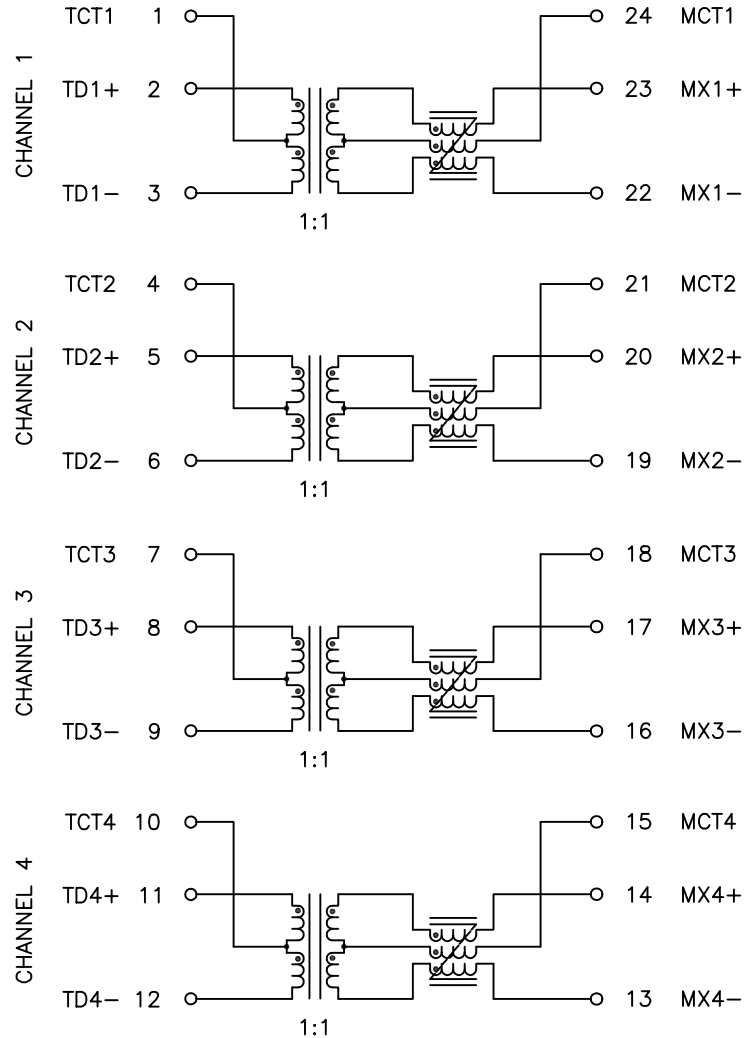 CHANNEL 1
TCT1 1 24 MCT1
TD1+ 2 23 MX1+
TD1− 3 22 MX1−
1:1
CHANNEL 2
TCT2 4 21 MCT2
TD2+ 5 20 MX2+
TD2− 6 19 MX2−
1:1
CHANNEL 3
TCT3 7 18 MCT3
TD3+ 8 17 MX3+
TD3− 9 16 MX3−
1:1
CHANNEL 4
TCT4 10 15 MCT4
TD4+ 11 14 MX4+
TD4− 12 13 MX4−
1:1